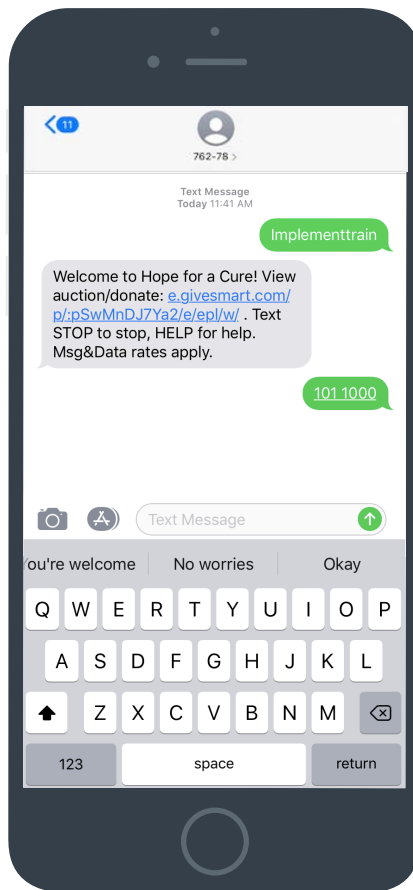 11
762-78 >
Text Message
Today 11:41 AM
Implementtrain
Welcome to Hope for a Cure! View
auction/donate: e.givesmart.com/
p/:pSwMnDJ7Ya2/e/epl/w/ . Text
STOP to stop, HELP for help.
Msg&Data rates apply.
101 1000
Text Message
You're welcome No worries Okay
Q W E R T Y U I O P
A S D F G H J K L
Z X C V B N M
123 space return